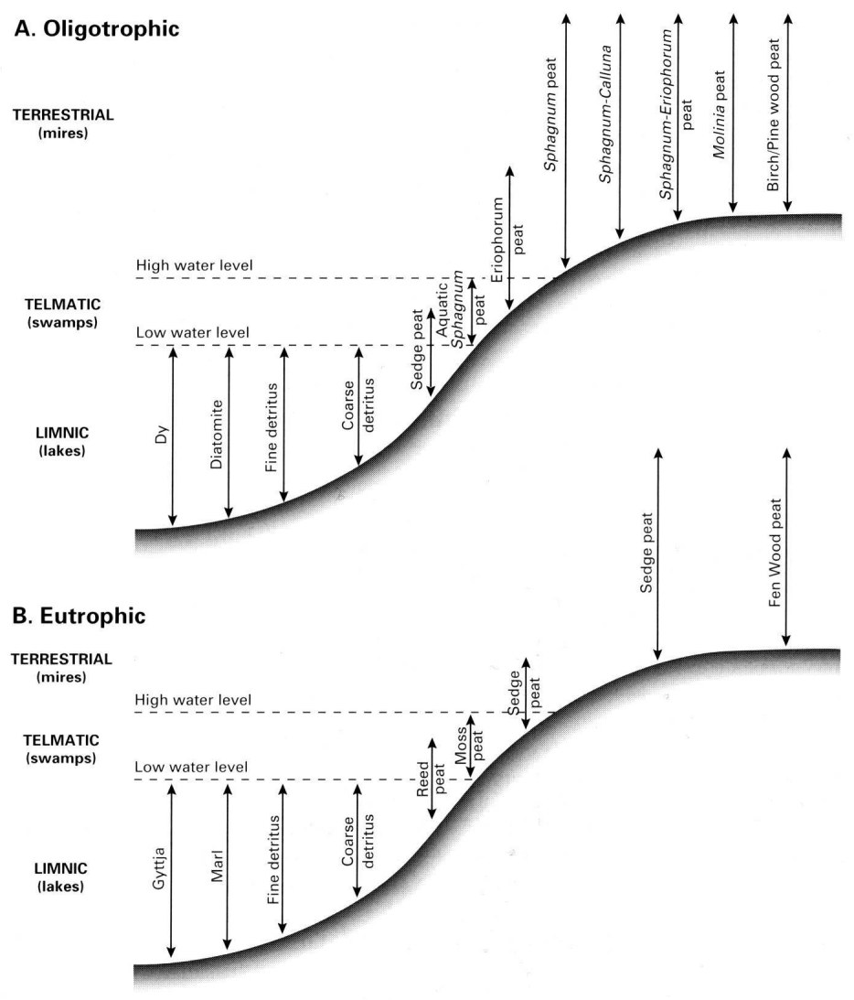 A. Oligotrophic
TERRESTRIAL
(mires)
Sphagnum peat
Sphagnum-Calluna
Sphagnum-Eriophorum
peat
Molinia peat
Birch/Pine wood peat
Eriophorum
peat
High water level
TELMATIC
(swamps)
Low water level
Sedge peat
Aquatic
Sphagnum
peat
LIMNIC
(lakes)
Dy
Diatomite
Fine detritus
Coarse
detritus
B. Eutrophic
TERRESTRIAL
(mires)
Sedge peat
Fen Wood peat
High water level
Sedge
peat
TELMATIC
(swamps)
Low water level
Reed
peat
Moss
peat
LIMNIC
(lakes)
Gyttja
Marl
Fine detritus
Coarse
detritus